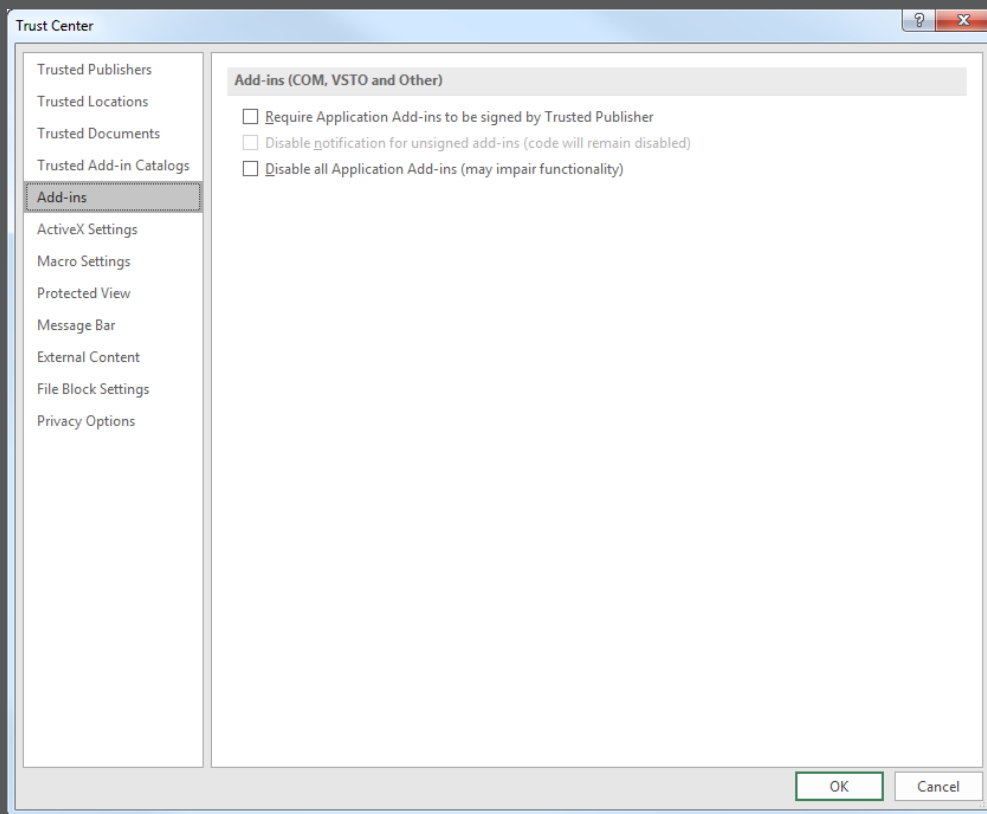 Trust Center
?
Trusted Publishers
Trusted Locations
Trusted Documents
Trusted Add-in Catalogs
Add-ins
ActiveX Settings
Macro Settings
Protected View
Message Bar
External Content
File Block Settings
Privacy Options
Add-ins (COM, VSTO and Other)
Require Application Add-ins to be signed by Trusted Publisher
Disable notification for unsigned add-ins (code will remain disabled)
Disable all Application Add-ins (may impair functionality)
OK
Cancel